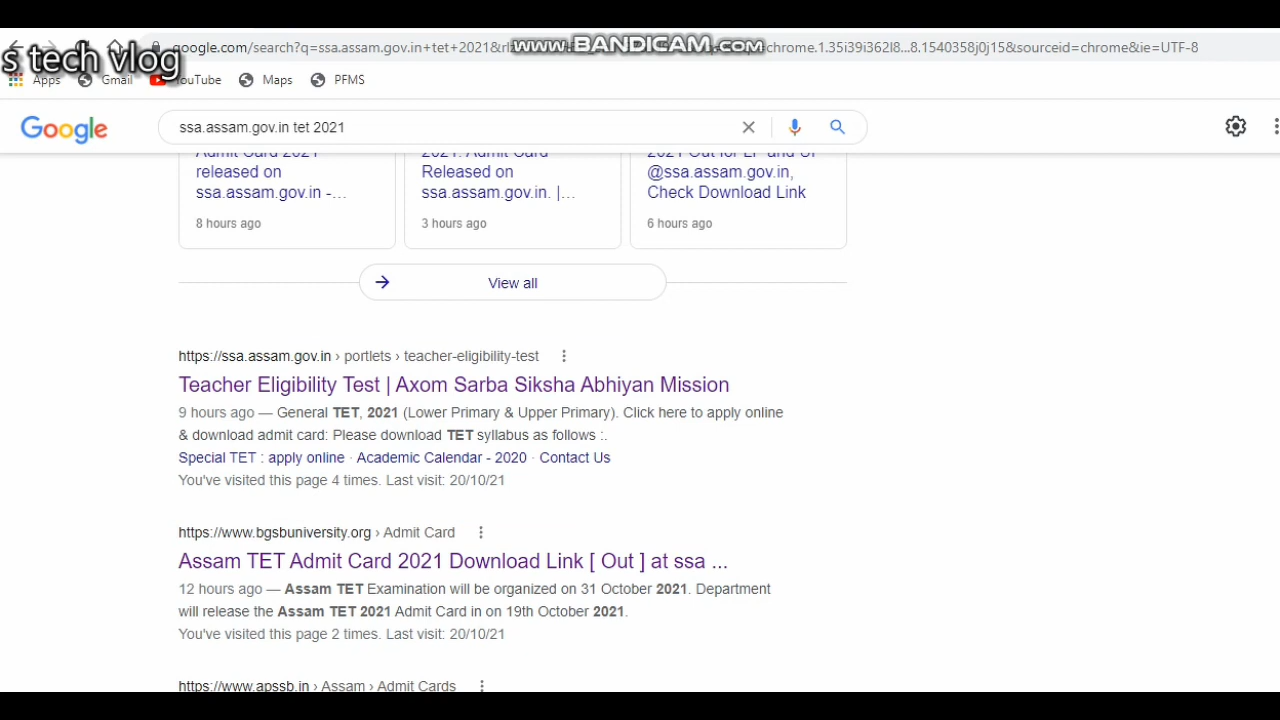 google.com/search?q=ssa.assam.gov.in+tet+2021&
www.BANDICAM.com
chrome.1.35i39i362l8...8.1540358j0j15&sourceid=chrome&ie=UTF-8
s tech vlog
Apps Gmail YouTube Maps PFMS
Google ssa.assam.gov.in tet 2021
Admit Card 2021
released on
ssa.assam.gov.in -...
8 hours ago
2021: Admit Card
Released on
ssa.assam.gov.in. |...
3 hours ago
2021 Out for LP and UP
@ssa.assam.gov.in,
Check Download Link
6 hours ago
View all
https://ssa.assam.gov.in › portlets › teacher-eligibility-test
Teacher Eligibility Test | Axom Sarba Siksha Abhiyan Mission
9 hours ago — General TET, 2021 (Lower Primary & Upper Primary). Click here to apply online
& download admit card: Please download TET syllabus as follows :.
Special TET : apply online · Academic Calendar - 2020 · Contact Us
You've visited this page 4 times. Last visit: 20/10/21
https://www.bgsbuniversity.org › Admit Card
Assam TET Admit Card 2021 Download Link [ Out ] at ssa ...
12 hours ago — Assam TET Examination will be organized on 31 October 2021. Department
will release the Assam TET 2021 Admit Card in on 19th October 2021.
You've visited this page 2 times. Last visit: 20/10/21
https://www.apssb.in › Assam › Admit Cards